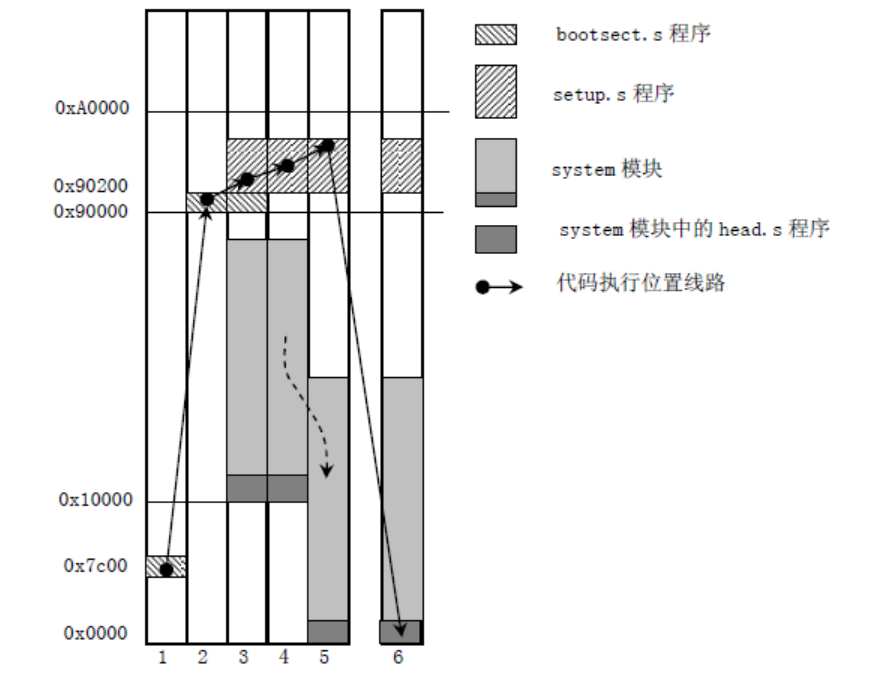 bootsect.s 程序
0xA0000
setup.s 程序
system 模块
0x90200
0x90000
system 模块中的 head.s 程序
代码执行位置线路
0x10000
0x7c00
0x0000
1 2 3 4 5 6